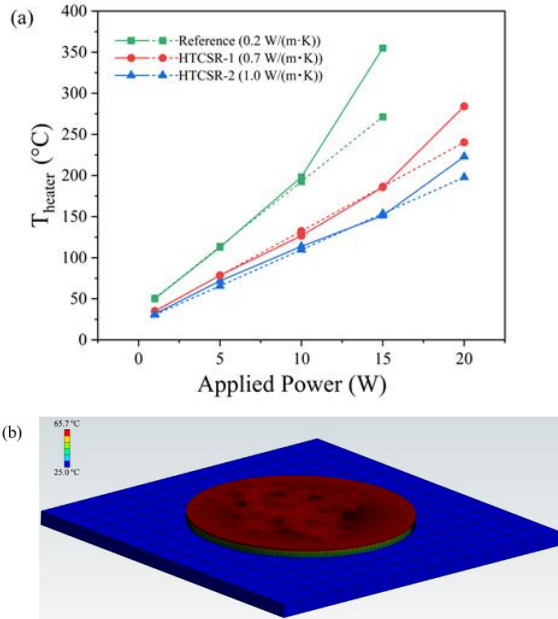 (a)
400
350
300
250
200
150
100
50
0
T_heater (°C)
Reference (0.2 W/(m·K))
HTCSR-1 (0.7 W/(m•K))
HTCSR-2 (1.0 W/(m•K))
0 5 10 15 20
Applied Power (W)
(b)
65.7 °C
25.0 °C